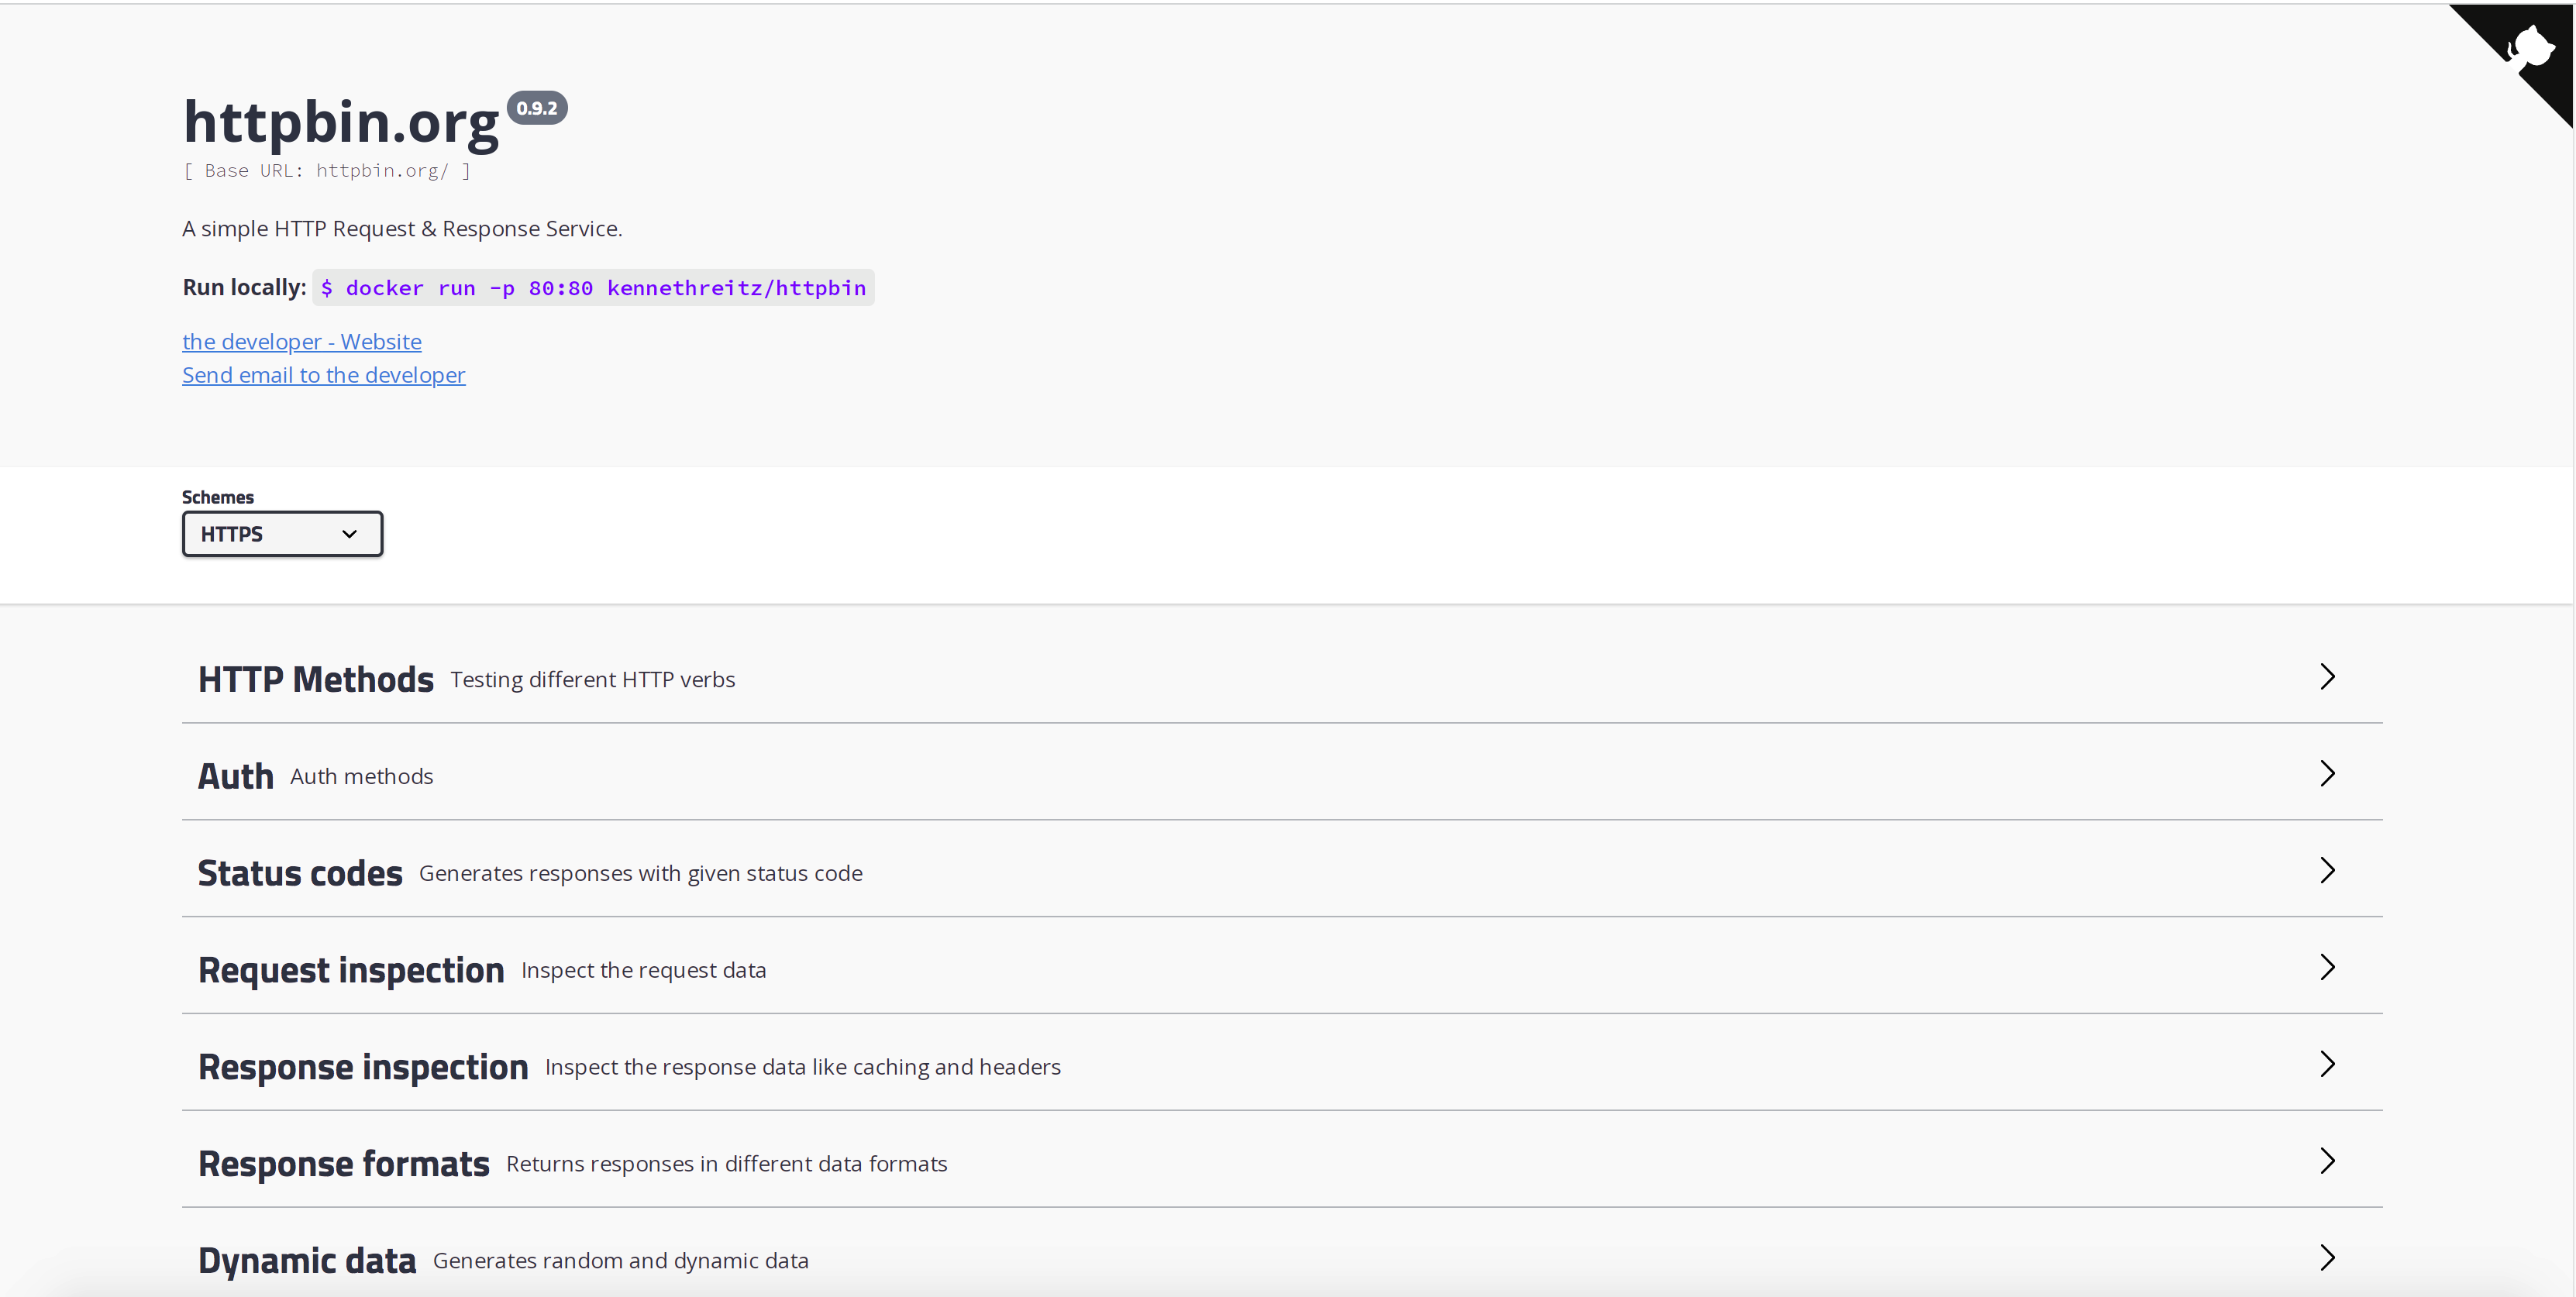 httpbin.org 0.9.2
[ Base URL: httpbin.org/ ]
A simple HTTP Request & Response Service.
Run locally: $ docker run -p 80:80 kennethreitz/httpbin
the developer - Website
Send email to the developer
Schemes
HTTPS
HTTP Methods Testing different HTTP verbs
Auth Auth methods
Status codes Generates responses with given status code
Request inspection Inspect the request data
Response inspection Inspect the response data like caching and headers
Response formats Returns responses in different data formats
Dynamic data Generates random and dynamic data